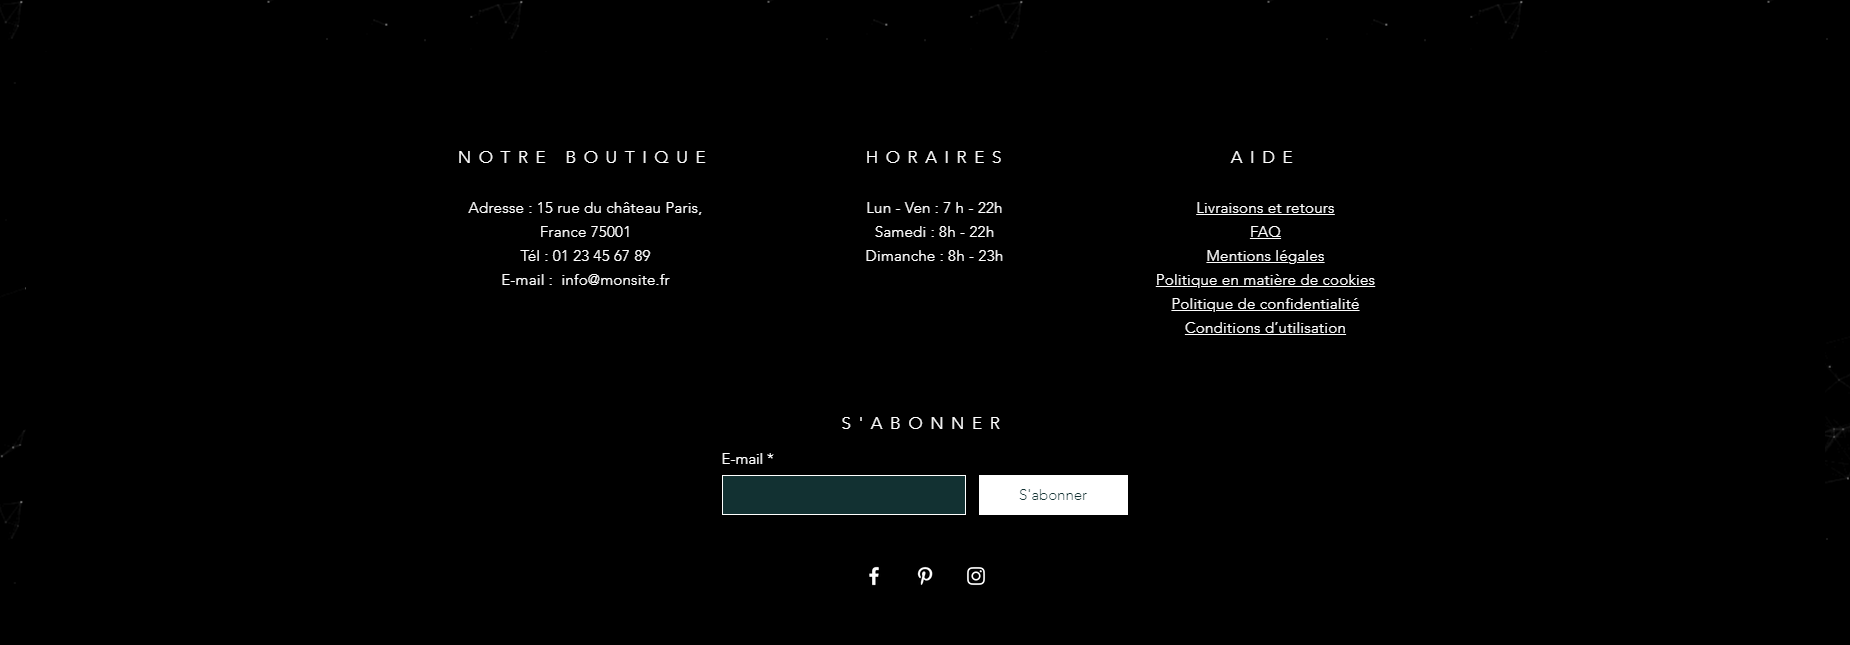 NOTRE BOUTIQUE
Adresse : 15 rue du château Paris,
France 75001
Tél : 01 23 45 67 89
E-mail :  info@monsite.fr
HORAIRES
Lun - Ven : 7 h - 22h
Samedi : 8h - 22h
Dimanche : 8h - 23h
AIDE
Livraisons et retours
FAQ
Mentions légales
Politique en matière de cookies
Politique de confidentialité
Conditions d’utilisation
S'ABONNER
E-mail *
S'abonner